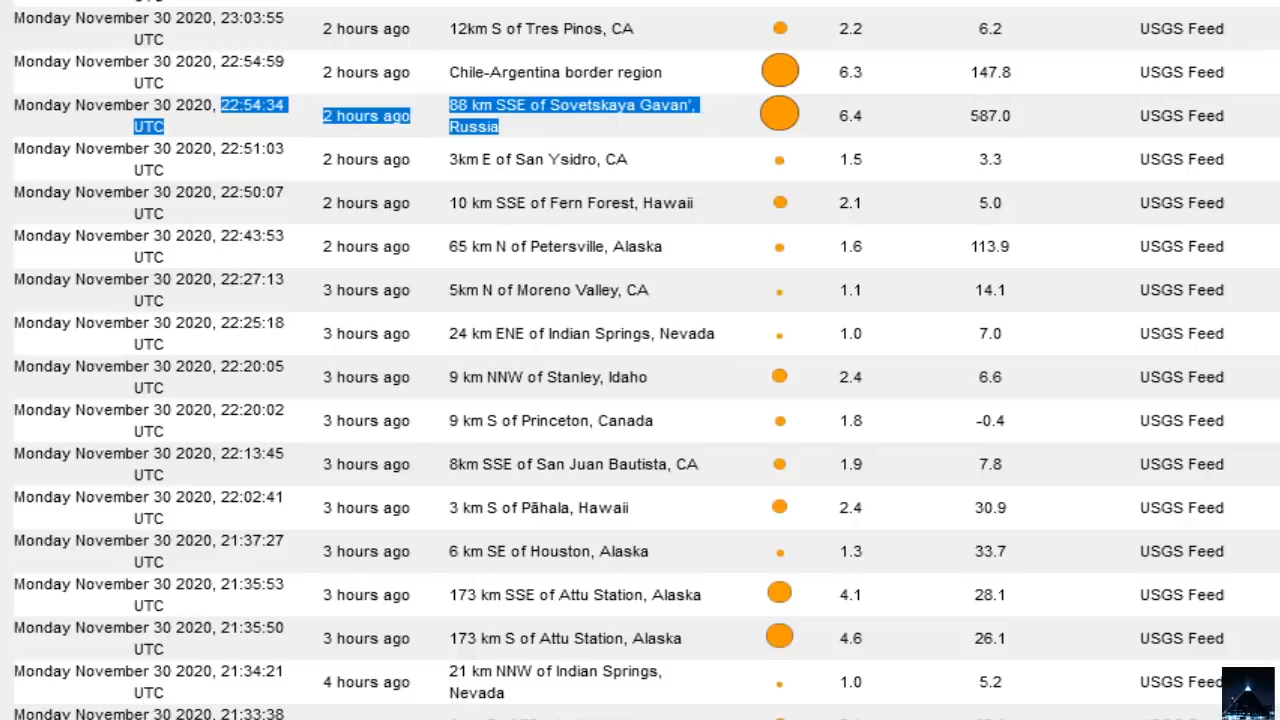 Monday November 30 2020, 23:03:55
UTC
2 hours ago
12km S of Tres Pinos, CA
2.2
6.2
USGS Feed
Monday November 30 2020, 22:54:59
UTC
2 hours ago
Chile-Argentina border region
6.3
147.8
USGS Feed
Monday November 30 2020, 22:54:34
UTC
2 hours ago
88 km SSE of Sovetskaya Gavan',
Russia
6.4
587.0
USGS Feed
Monday November 30 2020, 22:51:03
UTC
2 hours ago
3km E of San Ysidro, CA
1.5
3.3
USGS Feed
Monday November 30 2020, 22:50:07
UTC
2 hours ago
10 km SSE of Fern Forest, Hawaii
2.1
5.0
USGS Feed
Monday November 30 2020, 22:43:53
UTC
2 hours ago
65 km N of Petersville, Alaska
1.6
113.9
USGS Feed
Monday November 30 2020, 22:27:13
UTC
3 hours ago
5km N of Moreno Valley, CA
1.1
14.1
USGS Feed
Monday November 30 2020, 22:25:18
UTC
3 hours ago
24 km ENE of Indian Springs, Nevada
1.0
7.0
USGS Feed
Monday November 30 2020, 22:20:05
UTC
3 hours ago
9 km NNW of Stanley, Idaho
2.4
6.6
USGS Feed
Monday November 30 2020, 22:20:02
UTC
3 hours ago
9 km S of Princeton, Canada
1.8
-0.4
USGS Feed
Monday November 30 2020, 22:13:45
UTC
3 hours ago
8km SSE of San Juan Bautista, CA
1.9
7.8
USGS Feed
Monday November 30 2020, 22:02:41
UTC
3 hours ago
3 km S of Pāhala, Hawaii
2.4
30.9
USGS Feed
Monday November 30 2020, 21:37:27
UTC
3 hours ago
6 km SE of Houston, Alaska
1.3
33.7
USGS Feed
Monday November 30 2020, 21:35:53
UTC
3 hours ago
173 km SSE of Attu Station, Alaska
4.1
28.1
USGS Feed
Monday November 30 2020, 21:35:50
UTC
3 hours ago
173 km S of Attu Station, Alaska
4.6
26.1
USGS Feed
Monday November 30 2020, 21:34:21
UTC
4 hours ago
21 km NNW of Indian Springs,
Nevada
1.0
5.2
USGS Feed
Monday November 30 2020, 21:33:38